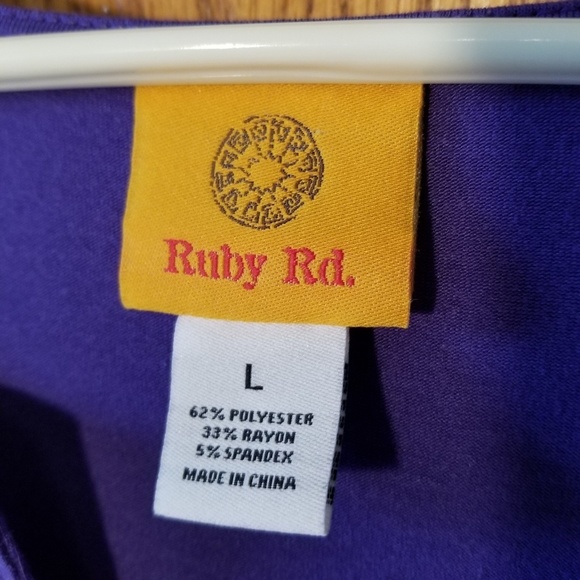 Ruby Rd.
L
62% POLYESTER
33% RAYON
5% SPANDEX
MADE IN CHINA